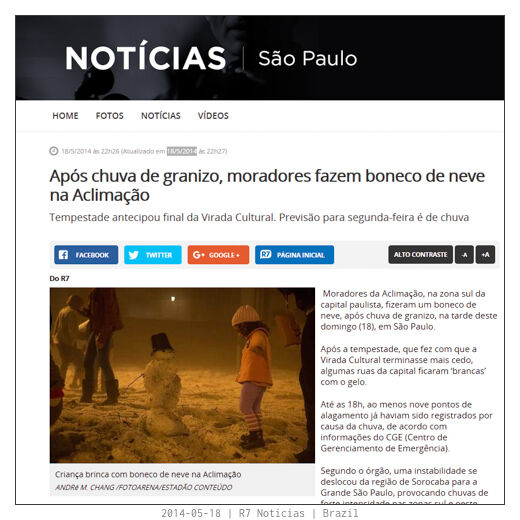 NOTÍCIAS | São Paulo
HOME FOTOS NOTÍCIAS VÍDEOS
18/5/2014 às 22h26 (Atualizado em 18/5/2014 às 22h27)
Após chuva de granizo, moradores fazem boneco de neve
na Aclimação
Tempestade antecipou final da Virada Cultural. Previsão para segunda-feira é de chuva
FACEBOOK TWITTER G+ GOOGLE + R7 PÁGINA INICIAL ALTO CONTRASTE -A +A
Do R7
Moradores da Aclimação, na zona sul da
capital paulista, fizeram um boneco de
neve, após chuva de granizo, na tarde deste
domingo (18), em São Paulo.
Após a tempestade, que fez com que a
Virada Cultural terminasse mais cedo,
algumas ruas da capital ficaram 'brancas'
com o gelo.
Até as 18h, ao menos nove pontos de
alagamento já haviam sido registrados por
causa da chuva, de acordo com
informações do CGE (Centro de
Gerenciamento de Emergência).
Segundo o órgão, uma instabilidade se
deslocou da região de Sorocaba para a
Grande São Paulo, provocando chuvas de
forte intensidade nas zonas sul e oeste
Criança brinca com boneco de neve na Aclimação
ANDRé M. CHANG /FOTOARENA/ESTADÃO CONTEÚDO
2014-05-18 | R7 Noticias | Brazil